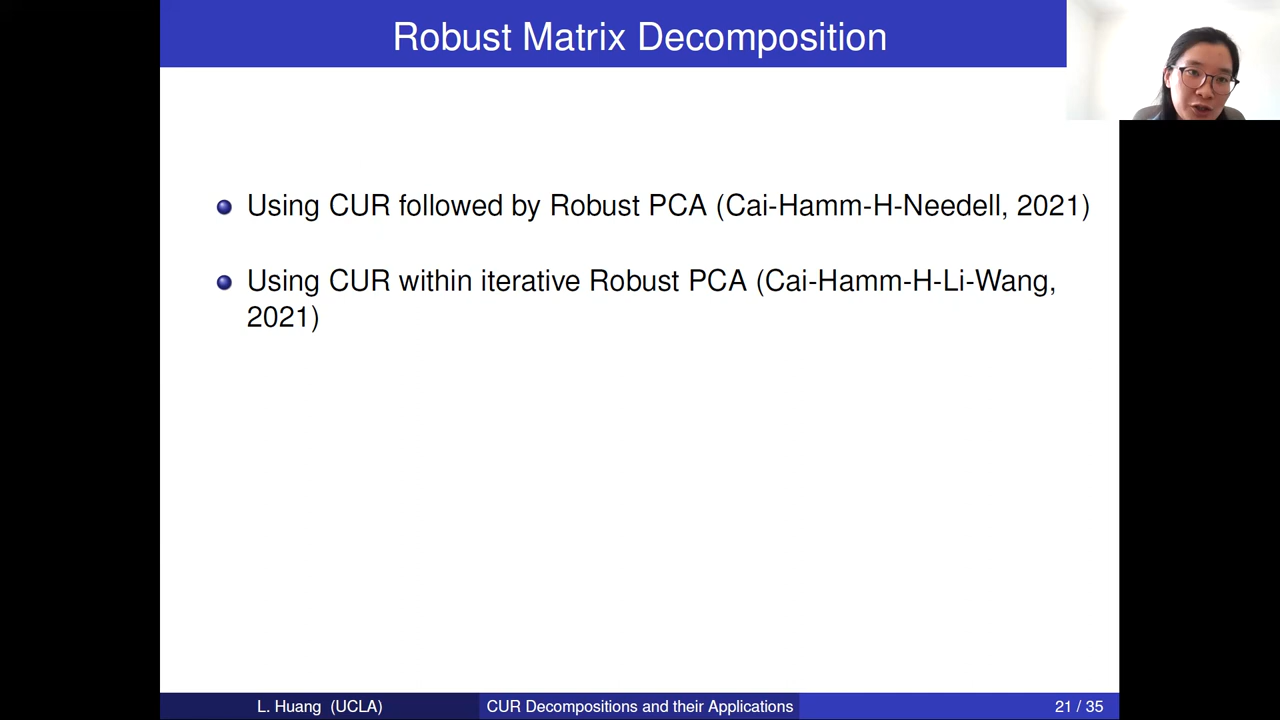 Robust Matrix Decomposition
Using CUR followed by Robust PCA (Cai-Hamm-H-Needell, 2021)
Using CUR within iterative Robust PCA (Cai-Hamm-H-Li-Wang,
2021)
L. Huang (UCLA)
CUR Decompositions and their Applications
21 / 35